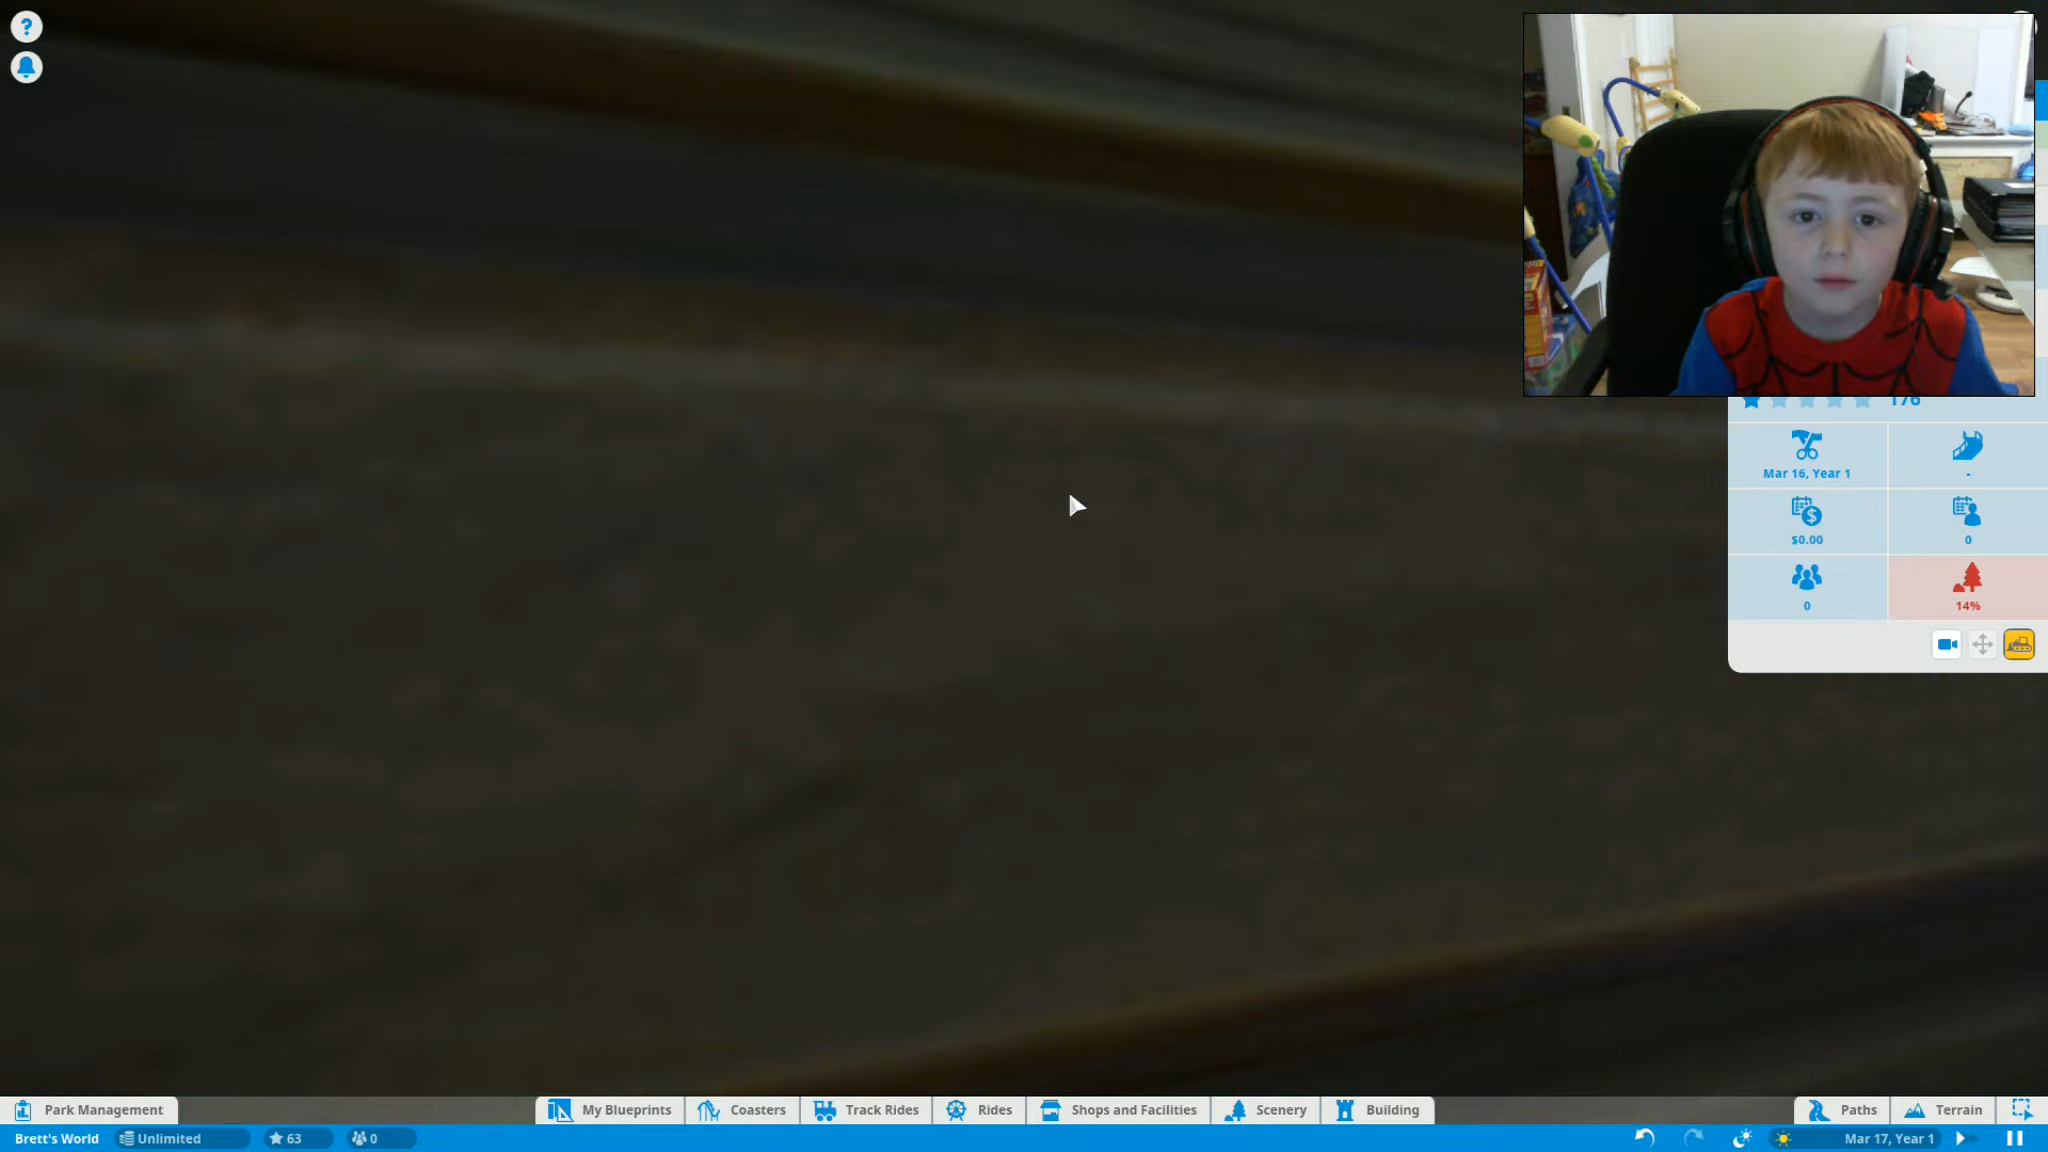 ?
176
Mar 16, Year 1
-
$0.00
0
0
14%
Park Management
My Blueprints
Coasters
Track Rides
Rides
Shops and Facilities
Scenery
Building
Paths
Terrain
Brett's World
Unlimited
63
0
Mar 17, Year 1